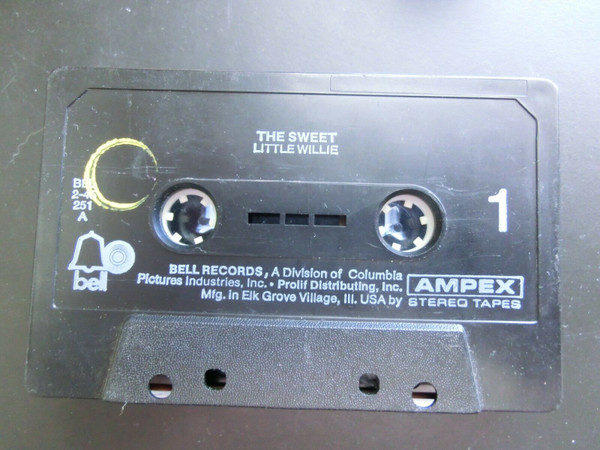 THE SWEET
LITTLE WILLIE
251
A
1
bell
BELL RECORDS, A Division of Columbia
Pictures Industries, Inc. • Prolif Distributing, Inc.
Mfg. in Elk Grove Village, Ill. USA by
AMPEX
STEREO TAPES